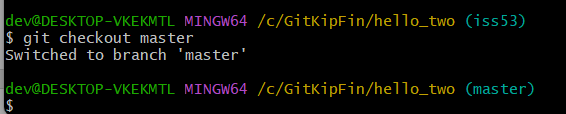 dev@DESKTOP-VKEKMTL MINGW64 /c/GitKipFin/hello_two (iss53)
$ git checkout master
Switched to branch 'master'
dev@DESKTOP-VKEKMTL MINGW64 /c/GitKipFin/hello_two (master)
$